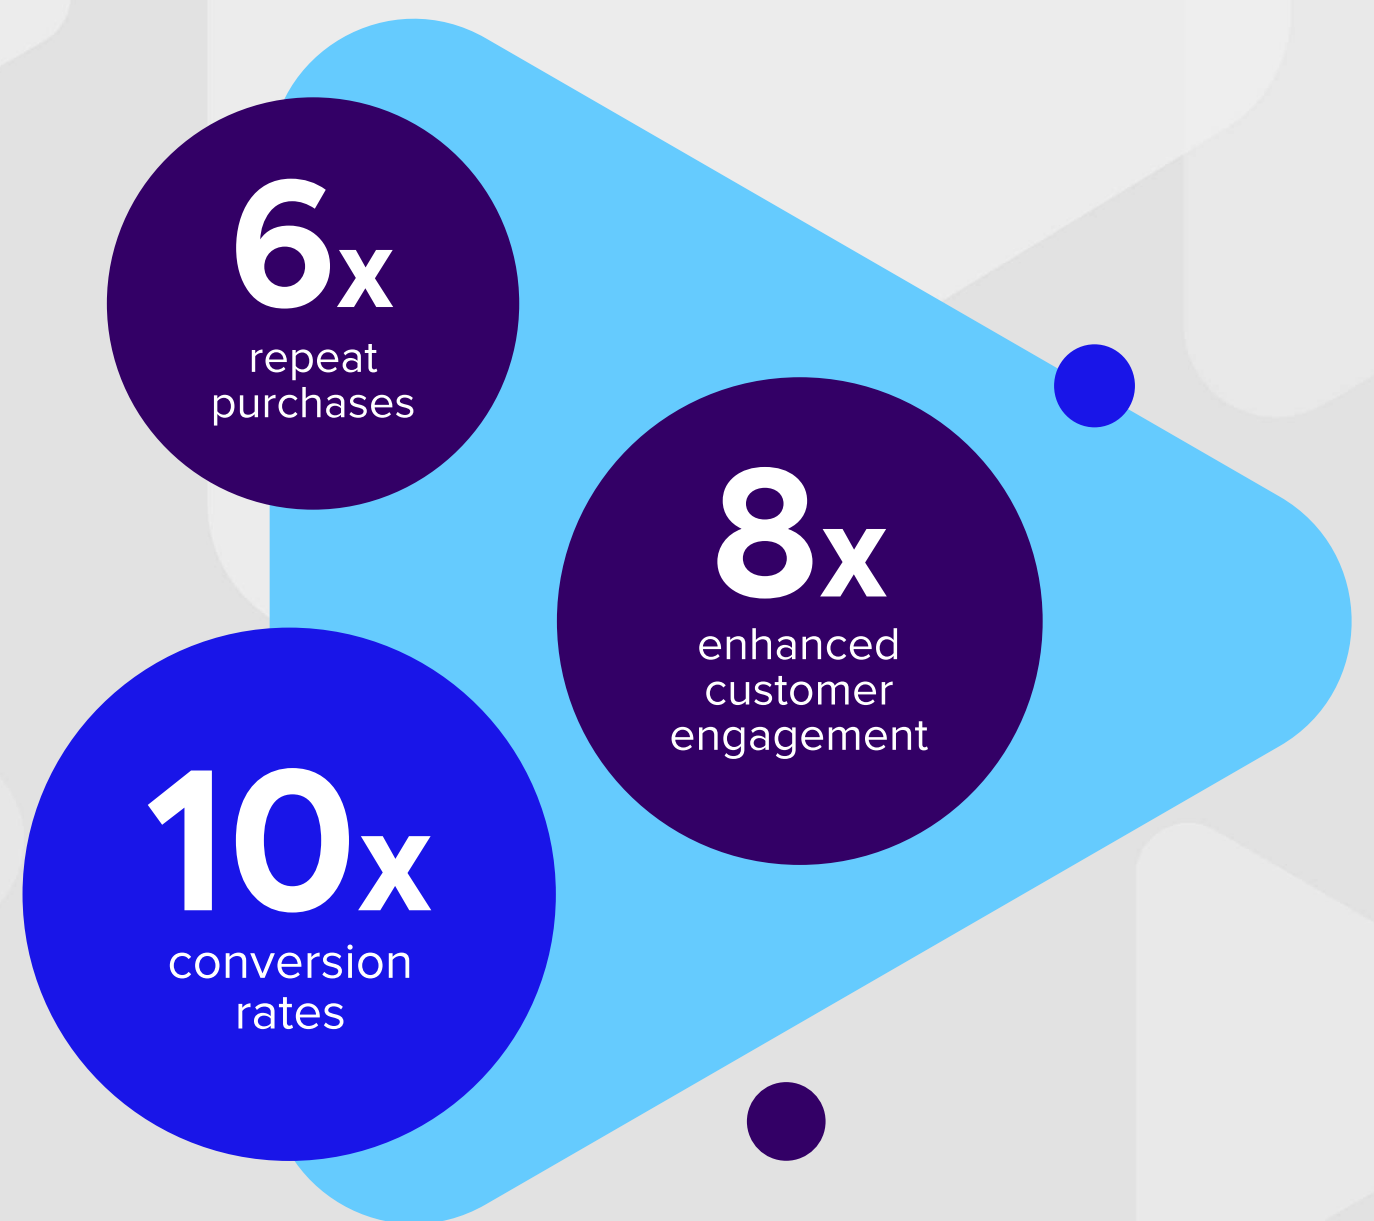 6x
repeat
purchases
8x
enhanced
customer
engagement
10x
conversion
rates